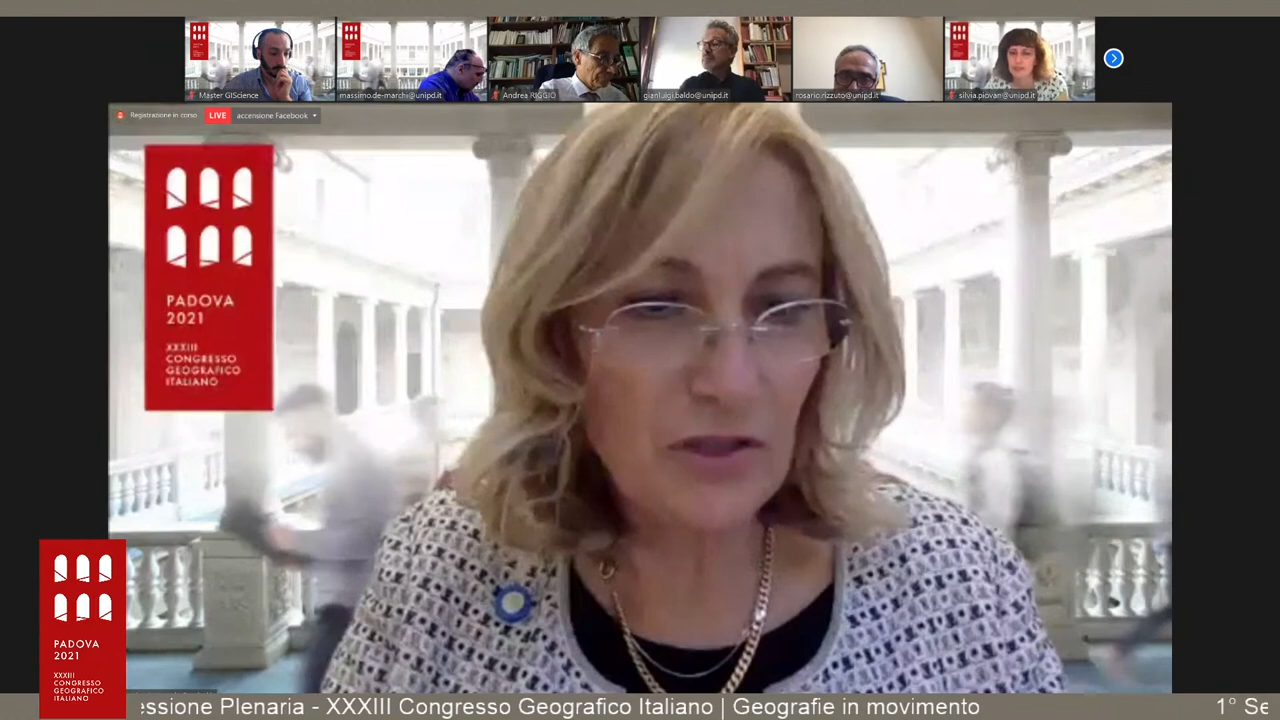 Master GIScience
massimo.de-marchi@unipd.it
Andrea RIGGIO
gianluigi.baldo@unipd.it
rosario.rizzuto@unipd.it
silvia.piovan@unipd.it
Registrazione in corso
LIVE
accensione Facebook
PADOVA
2021
XXXIII
CONGRESSO
GEOGRAFICO
ITALIANO
PADOVA
2021
XXXIII
CONGRESSO
GEOGRAFICO
ITALIANO
essione Plenaria - XXXIII Congresso Geografico Italiano | Geografie in movimento
1° Se